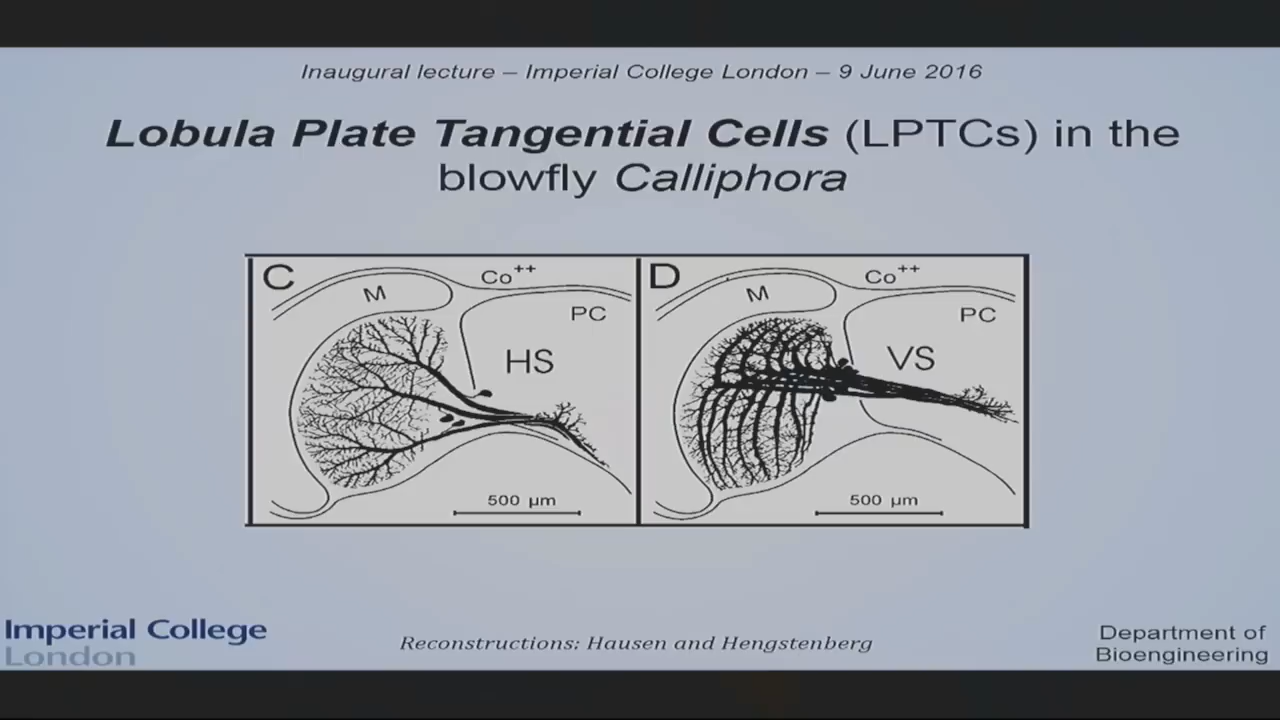 Inaugural lecture – Imperial College London – 9 June 2016
Lobula Plate Tangential Cells (LPTCs) in the
blowfly Calliphora
C
M
Co++
PC
HS
500 µm
D
M
Co++
PC
VS
500 µm
Imperial College
London
Reconstructions: Hausen and Hengstenberg
Department of
Bioengineering